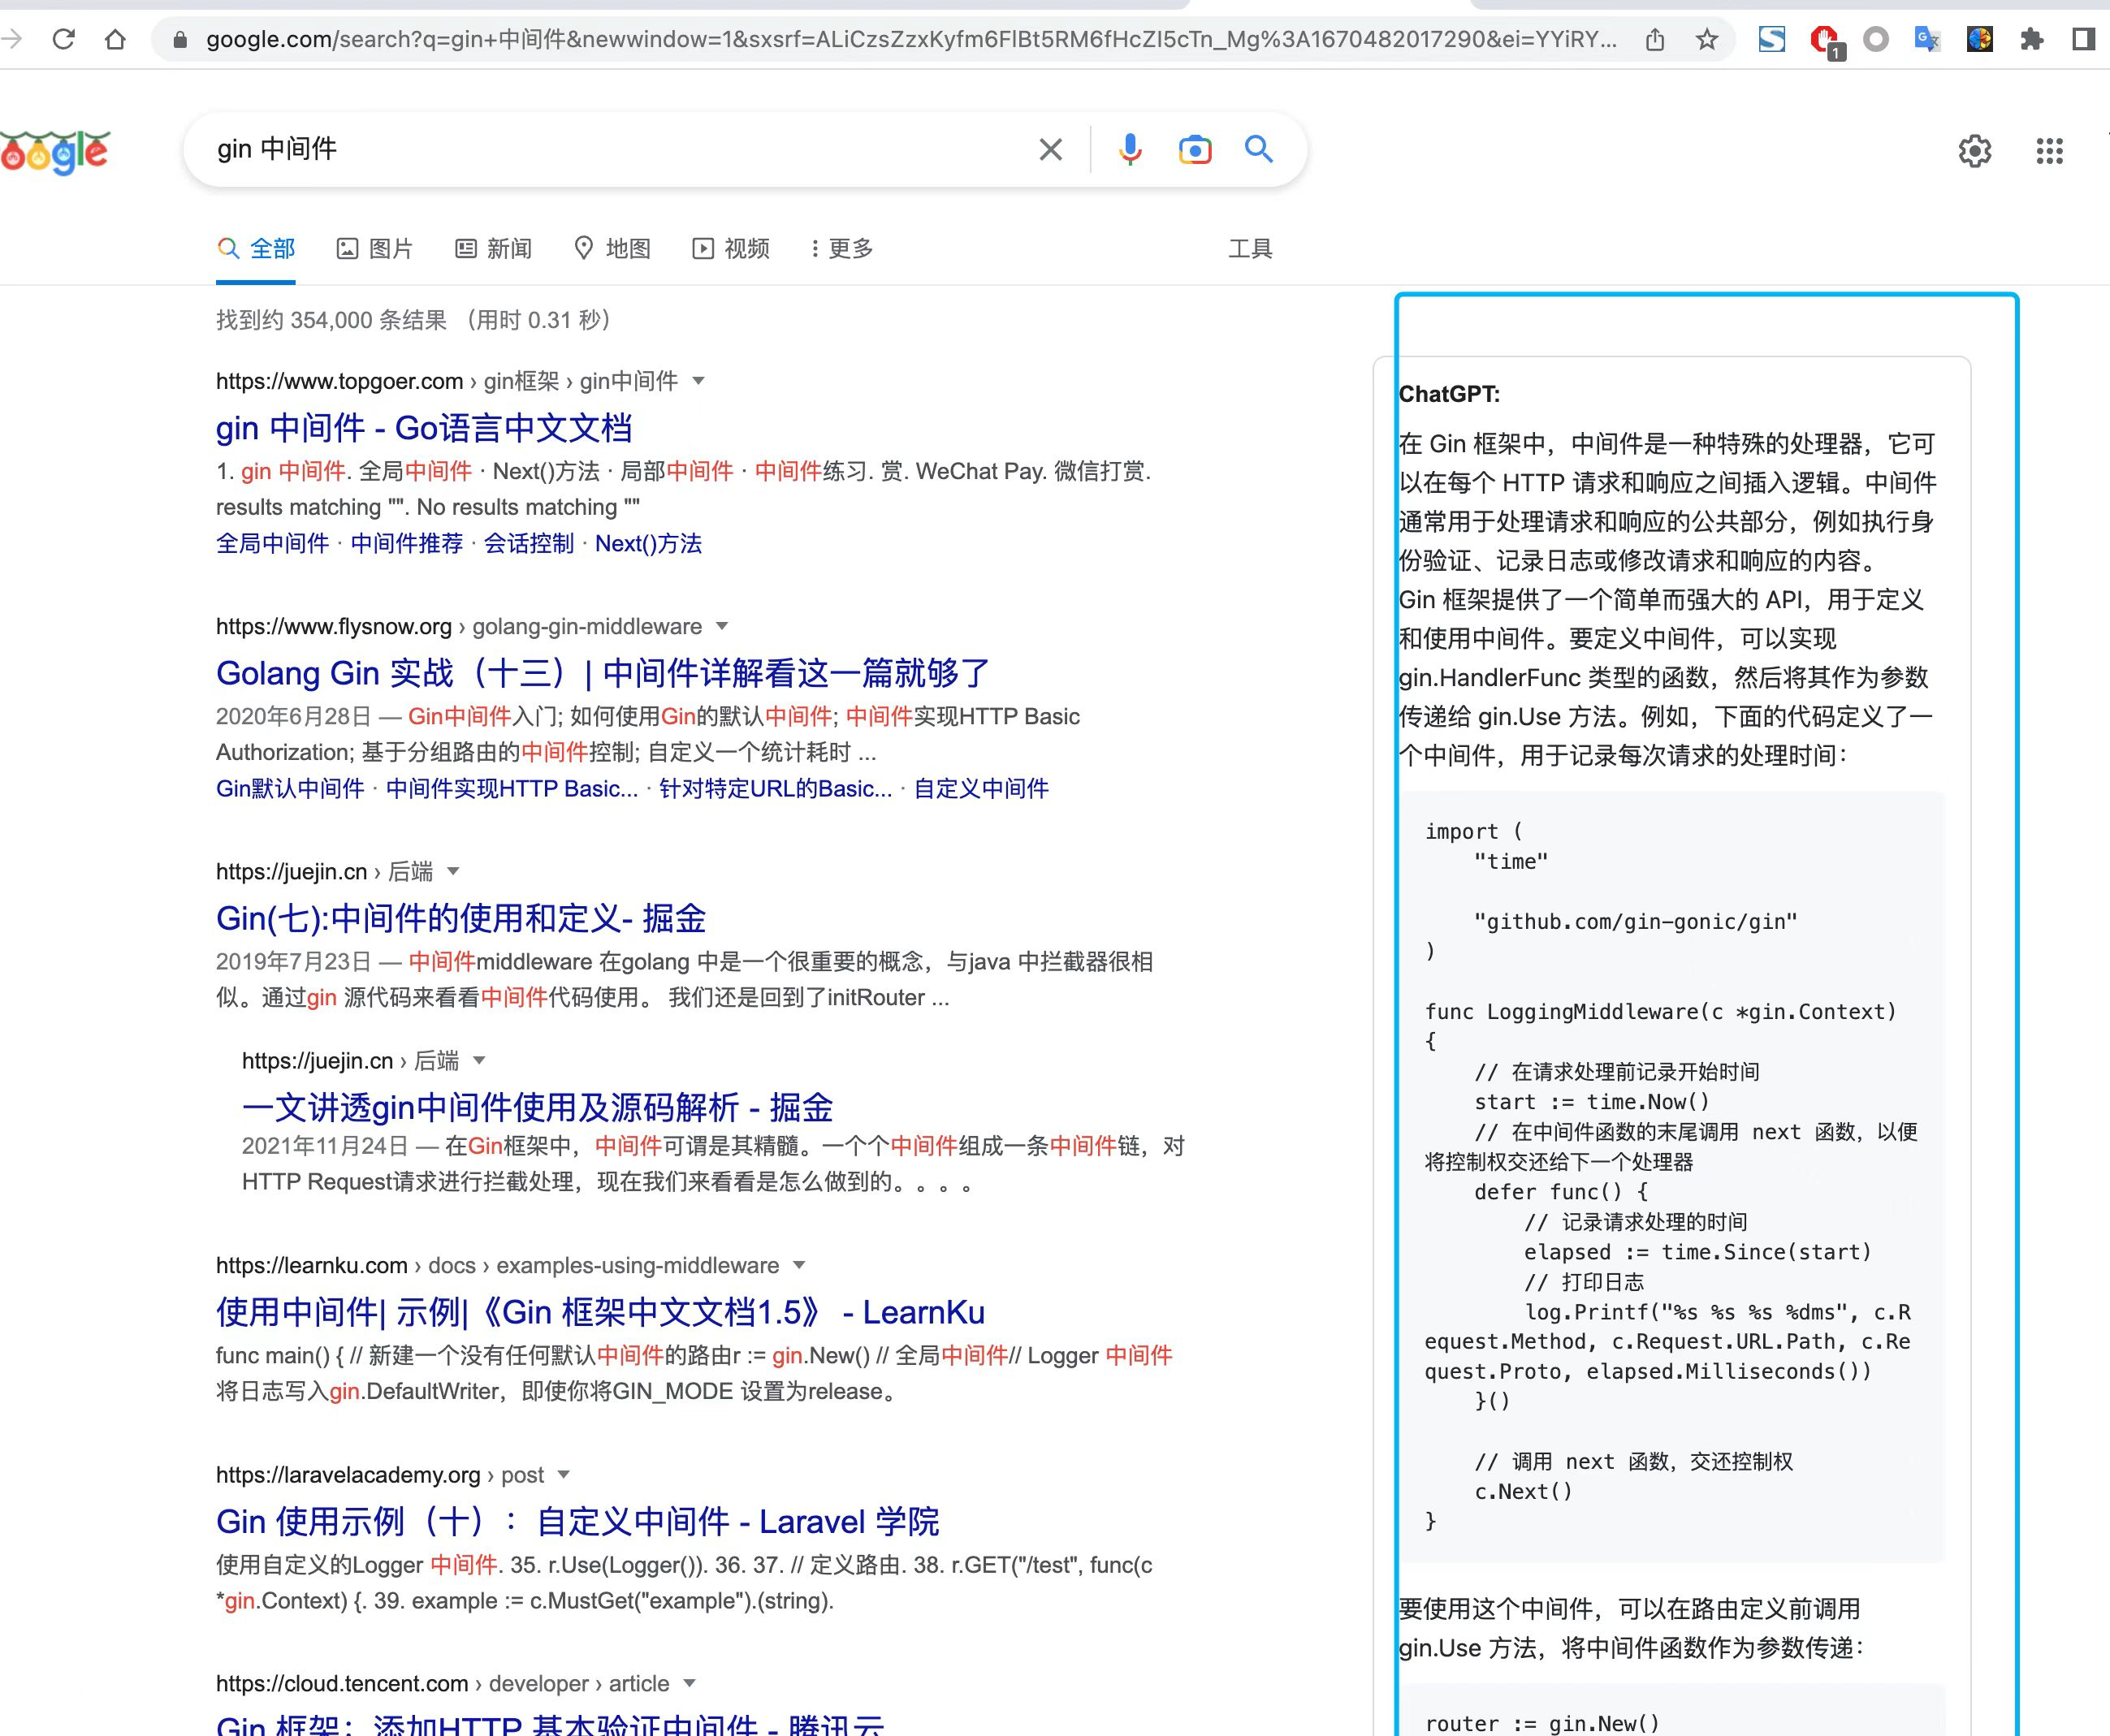 google.com/search?q=gin+中间件&newwindow=1&sxsrf=ALiCzsZzxKyfm6FlBt5RM6fHcZI5cTn_Mg%3A1670482017290&ei=YYiRY...
1
oogle
gin 中间件
全部
图片
新闻
地图
视频
更多
工具
找到约 354,000 条结果 （用时 0.31 秒）
https://www.topgoer.com › gin框架 › gin中间件
gin 中间件 - Go语言中文文档
1. gin 中间件. 全局中间件 · Next()方法 · 局部中间件 · 中间件练习. 赏. WeChat Pay. 微信打赏.
results matching "". No results matching ""
全局中间件 · 中间件推荐 · 会话控制 · Next()方法
https://www.flysnow.org › golang-gin-middleware
Golang Gin 实战（十三）| 中间件详解看这一篇就够了
2020年6月28日 — Gin中间件入门; 如何使用Gin的默认中间件; 中间件实现HTTP Basic
Authorization; 基于分组路由的中间件控制; 自定义一个统计耗时 ...
Gin默认中间件 · 中间件实现HTTP Basic... · 针对特定URL的Basic... · 自定义中间件
https://juejin.cn › 后端
Gin(七):中间件的使用和定义- 掘金
2019年7月23日 — 中间件middleware 在golang 中是一个很重要的概念，与java 中拦截器很相
似。通过gin 源代码来看看中间件代码使用。 我们还是回到了initRouter ...
https://juejin.cn › 后端
一文讲透gin中间件使用及源码解析 - 掘金
2021年11月24日 — 在Gin框架中，中间件可谓是其精髓。一个个中间件组成一条中间件链，对
HTTP Request请求进行拦截处理，现在我们来看看是怎么做到的。。。。
https://learnku.com › docs › examples-using-middleware
使用中间件| 示例|《Gin 框架中文文档1.5》 - LearnKu
func main() { // 新建一个没有任何默认中间件的路由r := gin.New() // 全局中间件// Logger 中间件
将日志写入gin.DefaultWriter，即使你将GIN_MODE 设置为release。
https://laravelacademy.org › post
Gin 使用示例（十）：自定义中间件 - Laravel 学院
使用自定义的Logger 中间件. 35. r.Use(Logger()). 36. 37. // 定义路由. 38. r.GET("/test", func(c
*gin.Context) {. 39. example := c.MustGet("example").(string).
https://cloud.tencent.com › developer › article
Gin 框架：添加HTTP 基本验证中间件 - 腾讯云
ChatGPT:
在 Gin 框架中，中间件是一种特殊的处理器，它可
以在每个 HTTP 请求和响应之间插入逻辑。中间件
通常用于处理请求和响应的公共部分，例如执行身
份验证、记录日志或修改请求和响应的内容。
Gin 框架提供了一个简单而强大的 API，用于定义
和使用中间件。要定义中间件，可以实现
gin.HandlerFunc 类型的函数，然后将其作为参数
传递给 gin.Use 方法。例如，下面的代码定义了一
个中间件，用于记录每次请求的处理时间：
import (
"time"
"github.com/gin-gonic/gin"
)
func LoggingMiddleware(c *gin.Context)
{
// 在请求处理前记录开始时间
start := time.Now()
// 在中间件函数的末尾调用 next 函数，以便
将控制权交还给下一个处理器
defer func() {
// 记录请求处理的时间
elapsed := time.Since(start)
// 打印日志
log.Printf("%s %s %s %dms", c.R
equest.Method, c.Request.URL.Path, c.Re
quest.Proto, elapsed.Milliseconds())
}()
// 调用 next 函数，交还控制权
c.Next()
}
要使用这个中间件，可以在路由定义前调用
gin.Use 方法，将中间件函数作为参数传递：
router := gin.New()